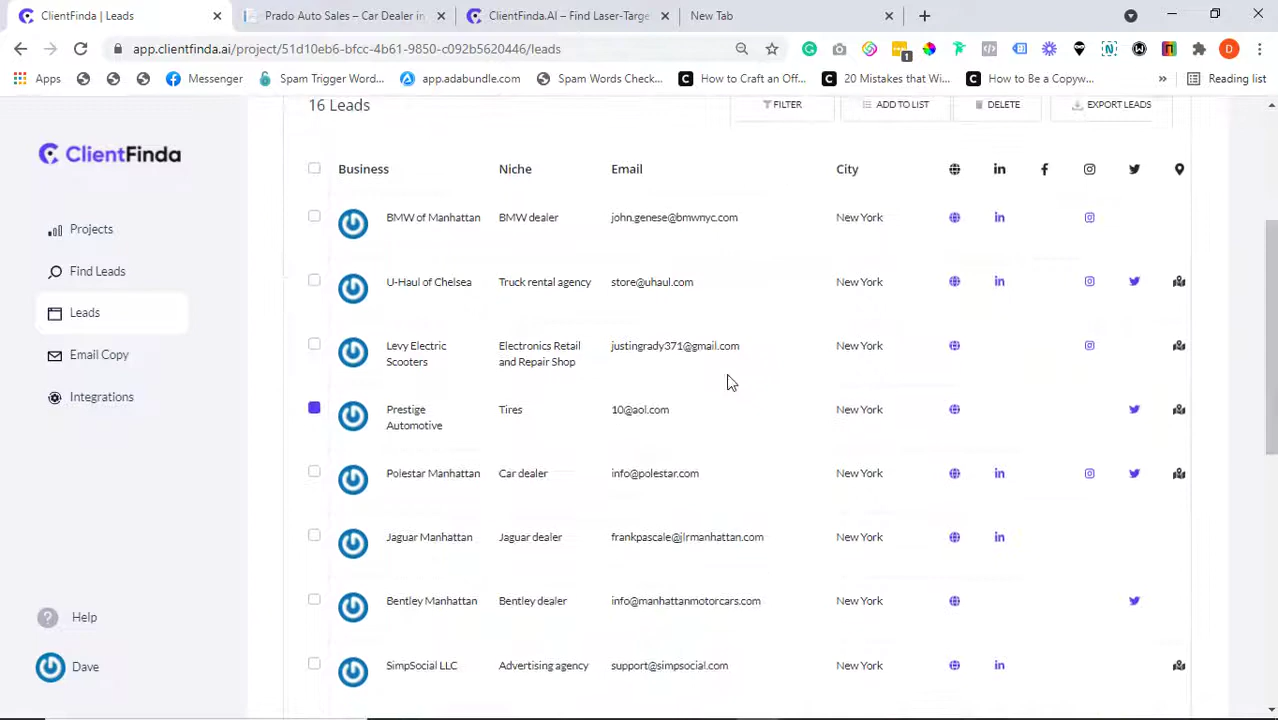 ClientFinda | Leads
Prado Auto Sales – Car Dealer in
ClientFinda.AI – Find Laser-Targe
New Tab
app.clientfinda.ai/project/51d10eb6-bfcc-4b61-9850-c092b5620446/leads
1
D
Apps
Messenger
Spam Trigger Word...
app.adabundle.com
Spam Words Check...
How to Craft an Off...
20 Mistakes that Wi...
How to Be a Copyw...
Reading list
ClientFinda
Projects
Find Leads
Leads
Email Copy
Integrations
Help
Dave
16 Leads
FILTER
ADD TO LIST
DELETE
EXPORT LEADS
Business Niche Email City
BMW of Manhattan BMW dealer john.genese@bmwnyc.com New York
U-Haul of Chelsea Truck rental agency store@uhaul.com New York
Levy Electric Electronics Retail justingrady371@gmail.com New York
Scooters and Repair Shop
Prestige Tires 10@aol.com New York
Automotive
Polestar Manhattan Car dealer info@polestar.com New York
Jaguar Manhattan Jaguar dealer frankpascale@jlrmanhattan.com New York
Bentley Manhattan Bentley dealer info@manhattanmotorcars.com New York
SimpSocial LLC Advertising agency support@simpsocial.com New York